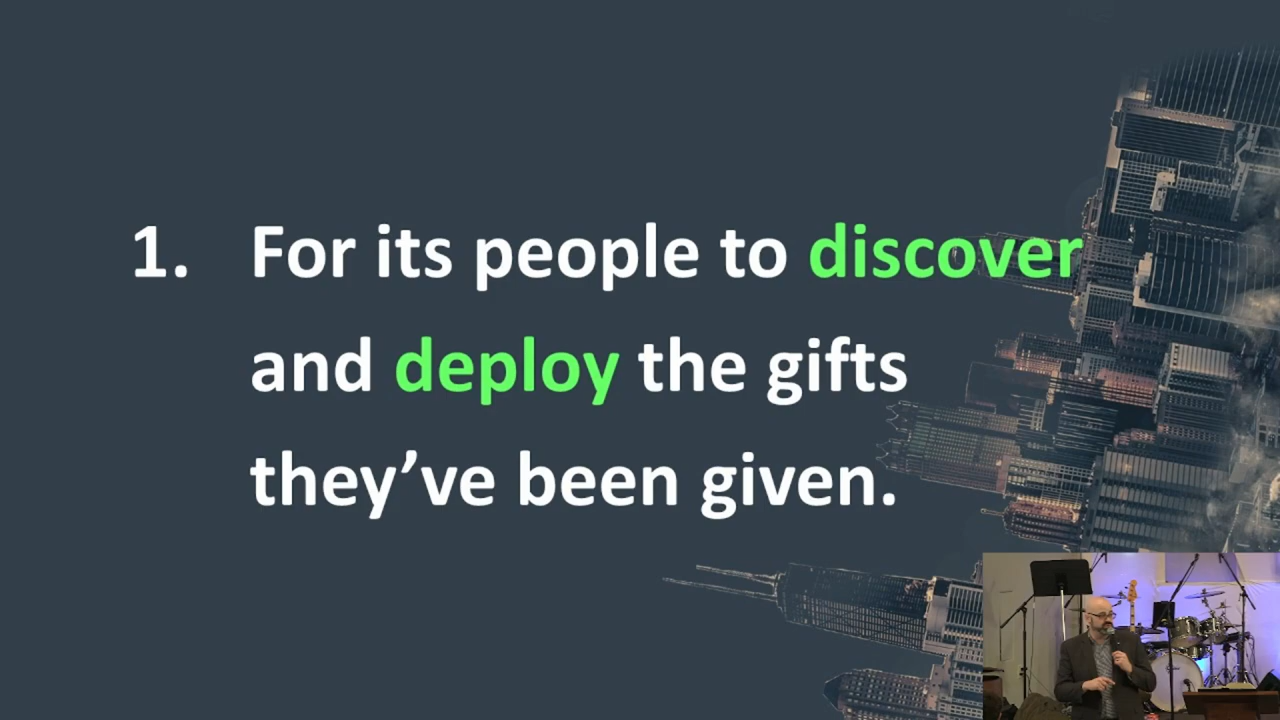 1. For its people to discover
and deploy the gifts
they’ve been given.